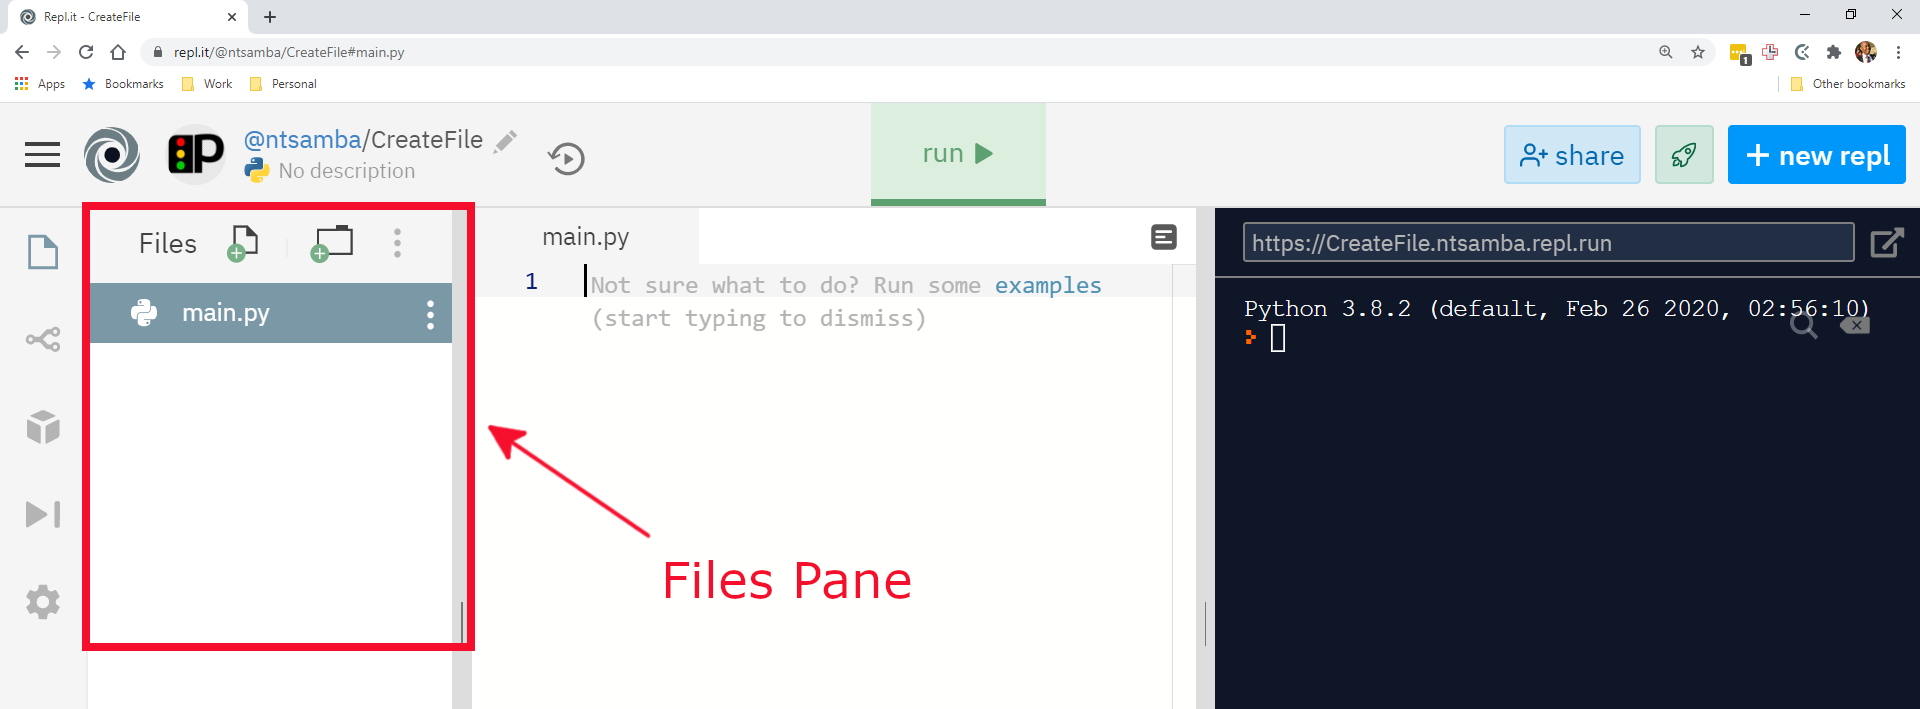 Repl.it - CreateFile
repl.it/@ntsamba/CreateFile#main.py
1
Apps Bookmarks Work Personal Other bookmarks
P
@ntsamba/CreateFile
No description
run
share
+ new repl
Files
main.py
main.py
1 Not sure what to do? Run some examples
(start typing to dismiss)
https://CreateFile.ntsamba.repl.run
Python 3.8.2 (default, Feb 26 2020, 02:56:10)
Files Pane